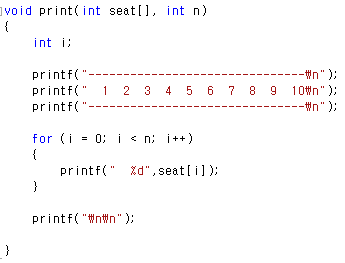 void print(int seat[], int n)
{
int i;
printf("-------------------------------₩n");
printf("  1  2  3  4  5  6  7  8  9  10₩n");
printf("-------------------------------₩n");
for (i = 0; i < n; i++)
{
printf("  %d",seat[i]);
}
printf("₩n₩n");
}